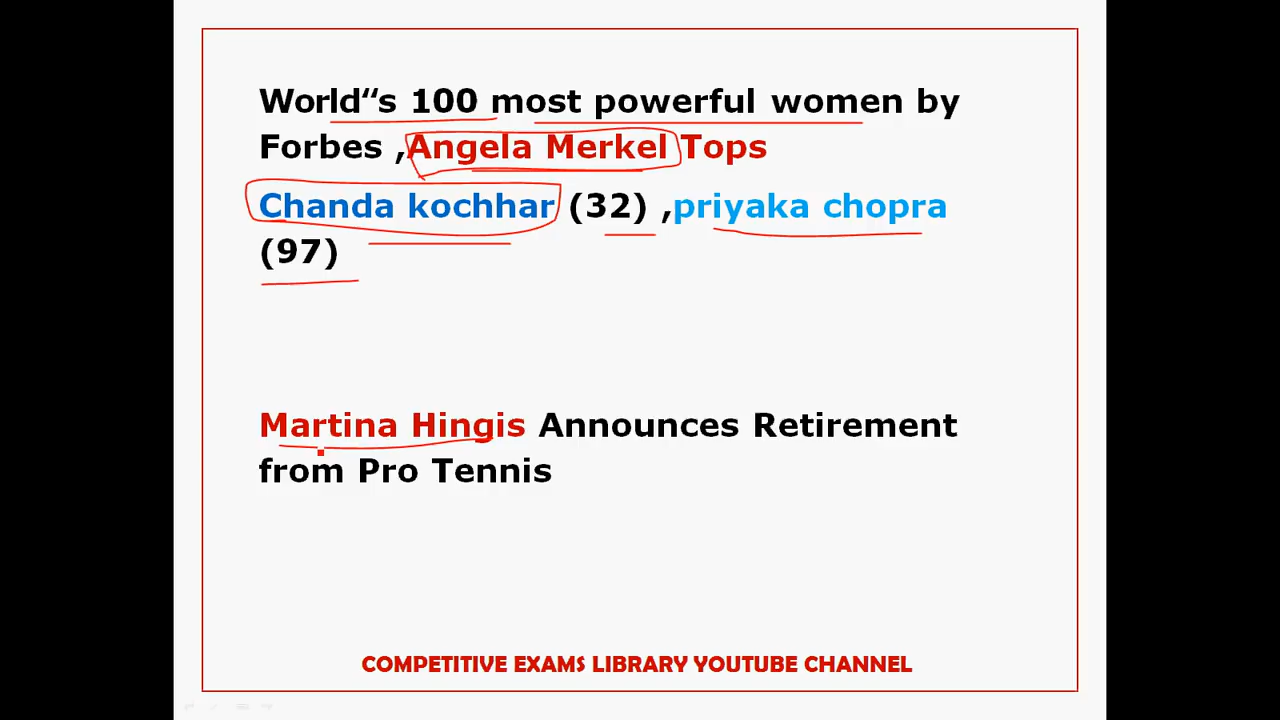 World“s 100 most powerful women by
Forbes ,Angela Merkel Tops
Chanda kochhar (32) ,priyaka chopra
(97)
Martina Hingis Announces Retirement
from Pro Tennis
COMPETITIVE EXAMS LIBRARY YOUTUBE CHANNEL